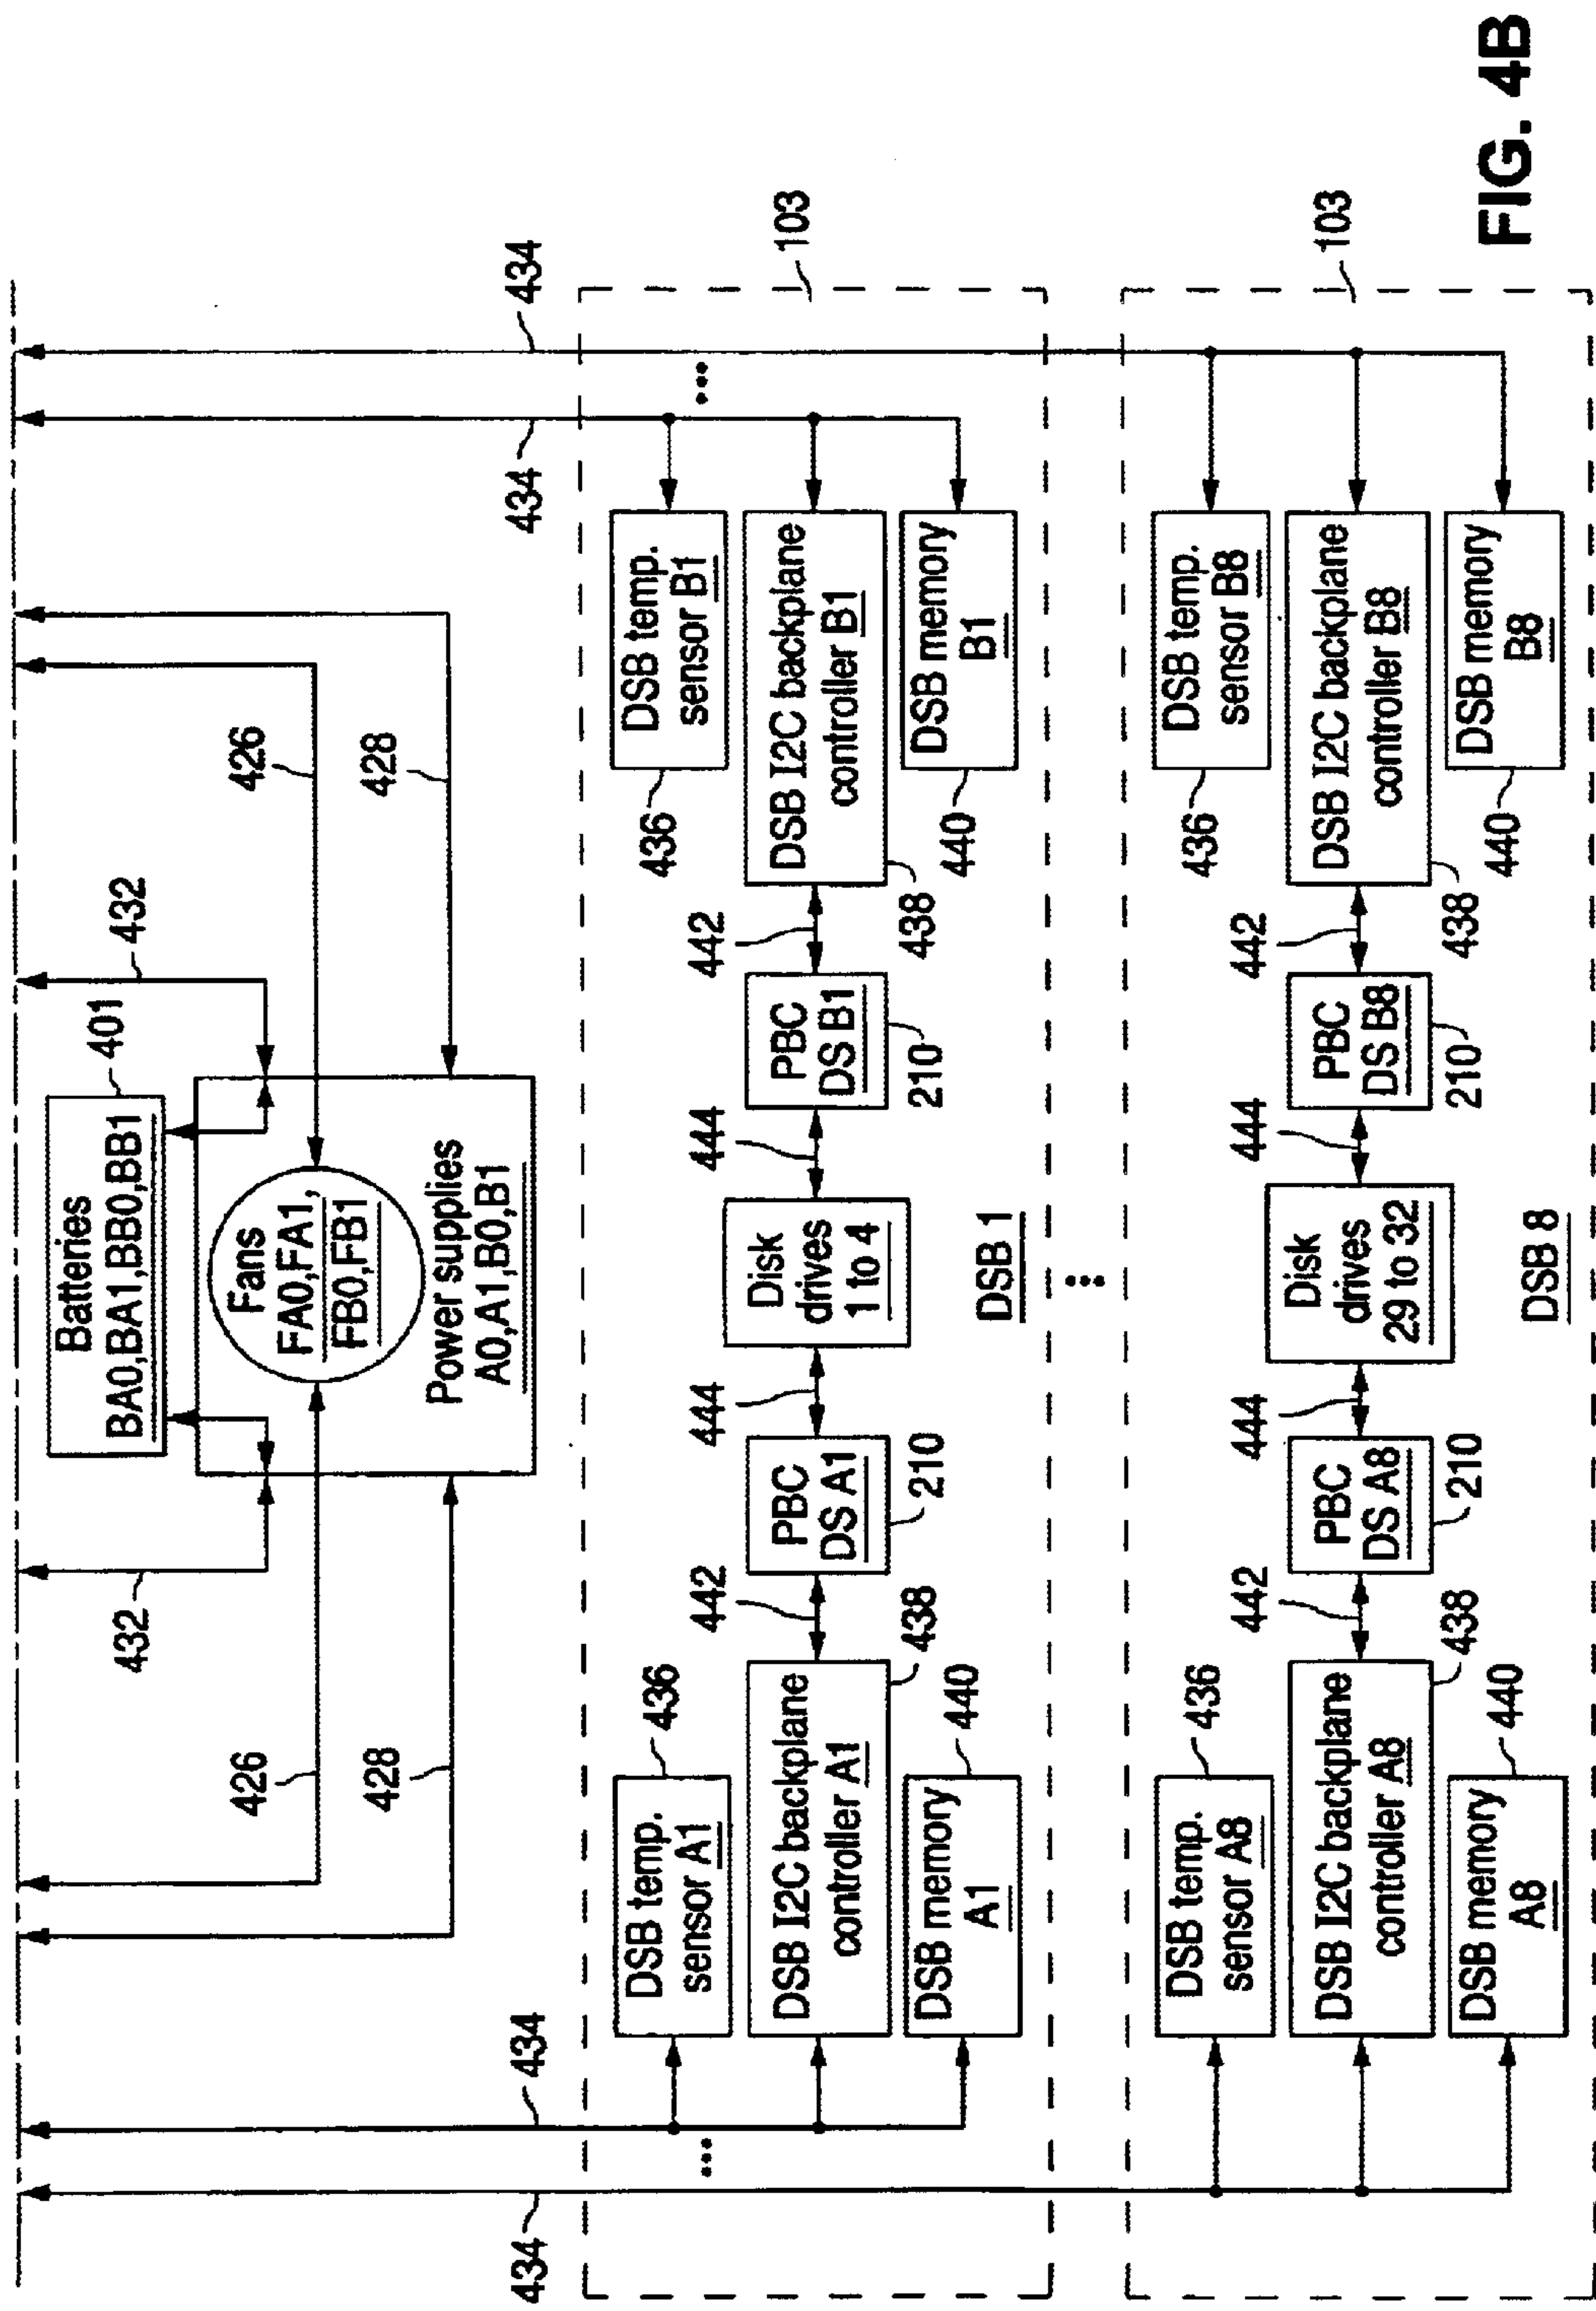 432
Batteries
BA0,BA1,BB0,BB1
401
432
426
Fans
FA0,FA1,
FB0,FB1
426
428
Power supplies
A0,A1,B0,B1
428
434
434
434
434
103
...
...
DSB temp.
sensor A1
436
436
DSB temp.
sensor B1
442
444
444
442
DSB I2C backplane
controller A1
PBC
DS A1
Disk
drives
1 to 4
PBC
DS B1
DSB I2C backplane
controller B1
438
210
210
438
DSB memory
A1
440
440
DSB memory
B1
DSB 1
...
103
DSB temp.
sensor A8
436
436
DSB temp.
sensor B8
442
444
444
442
DSB I2C backplane
controller A8
PBC
DS A8
Disk
drives
29 to 32
PBC
DS B8
DSB I2C backplane
controller B8
438
210
210
438
DSB memory
A8
440
440
DSB memory
B8
DSB 8
FIG. 4B